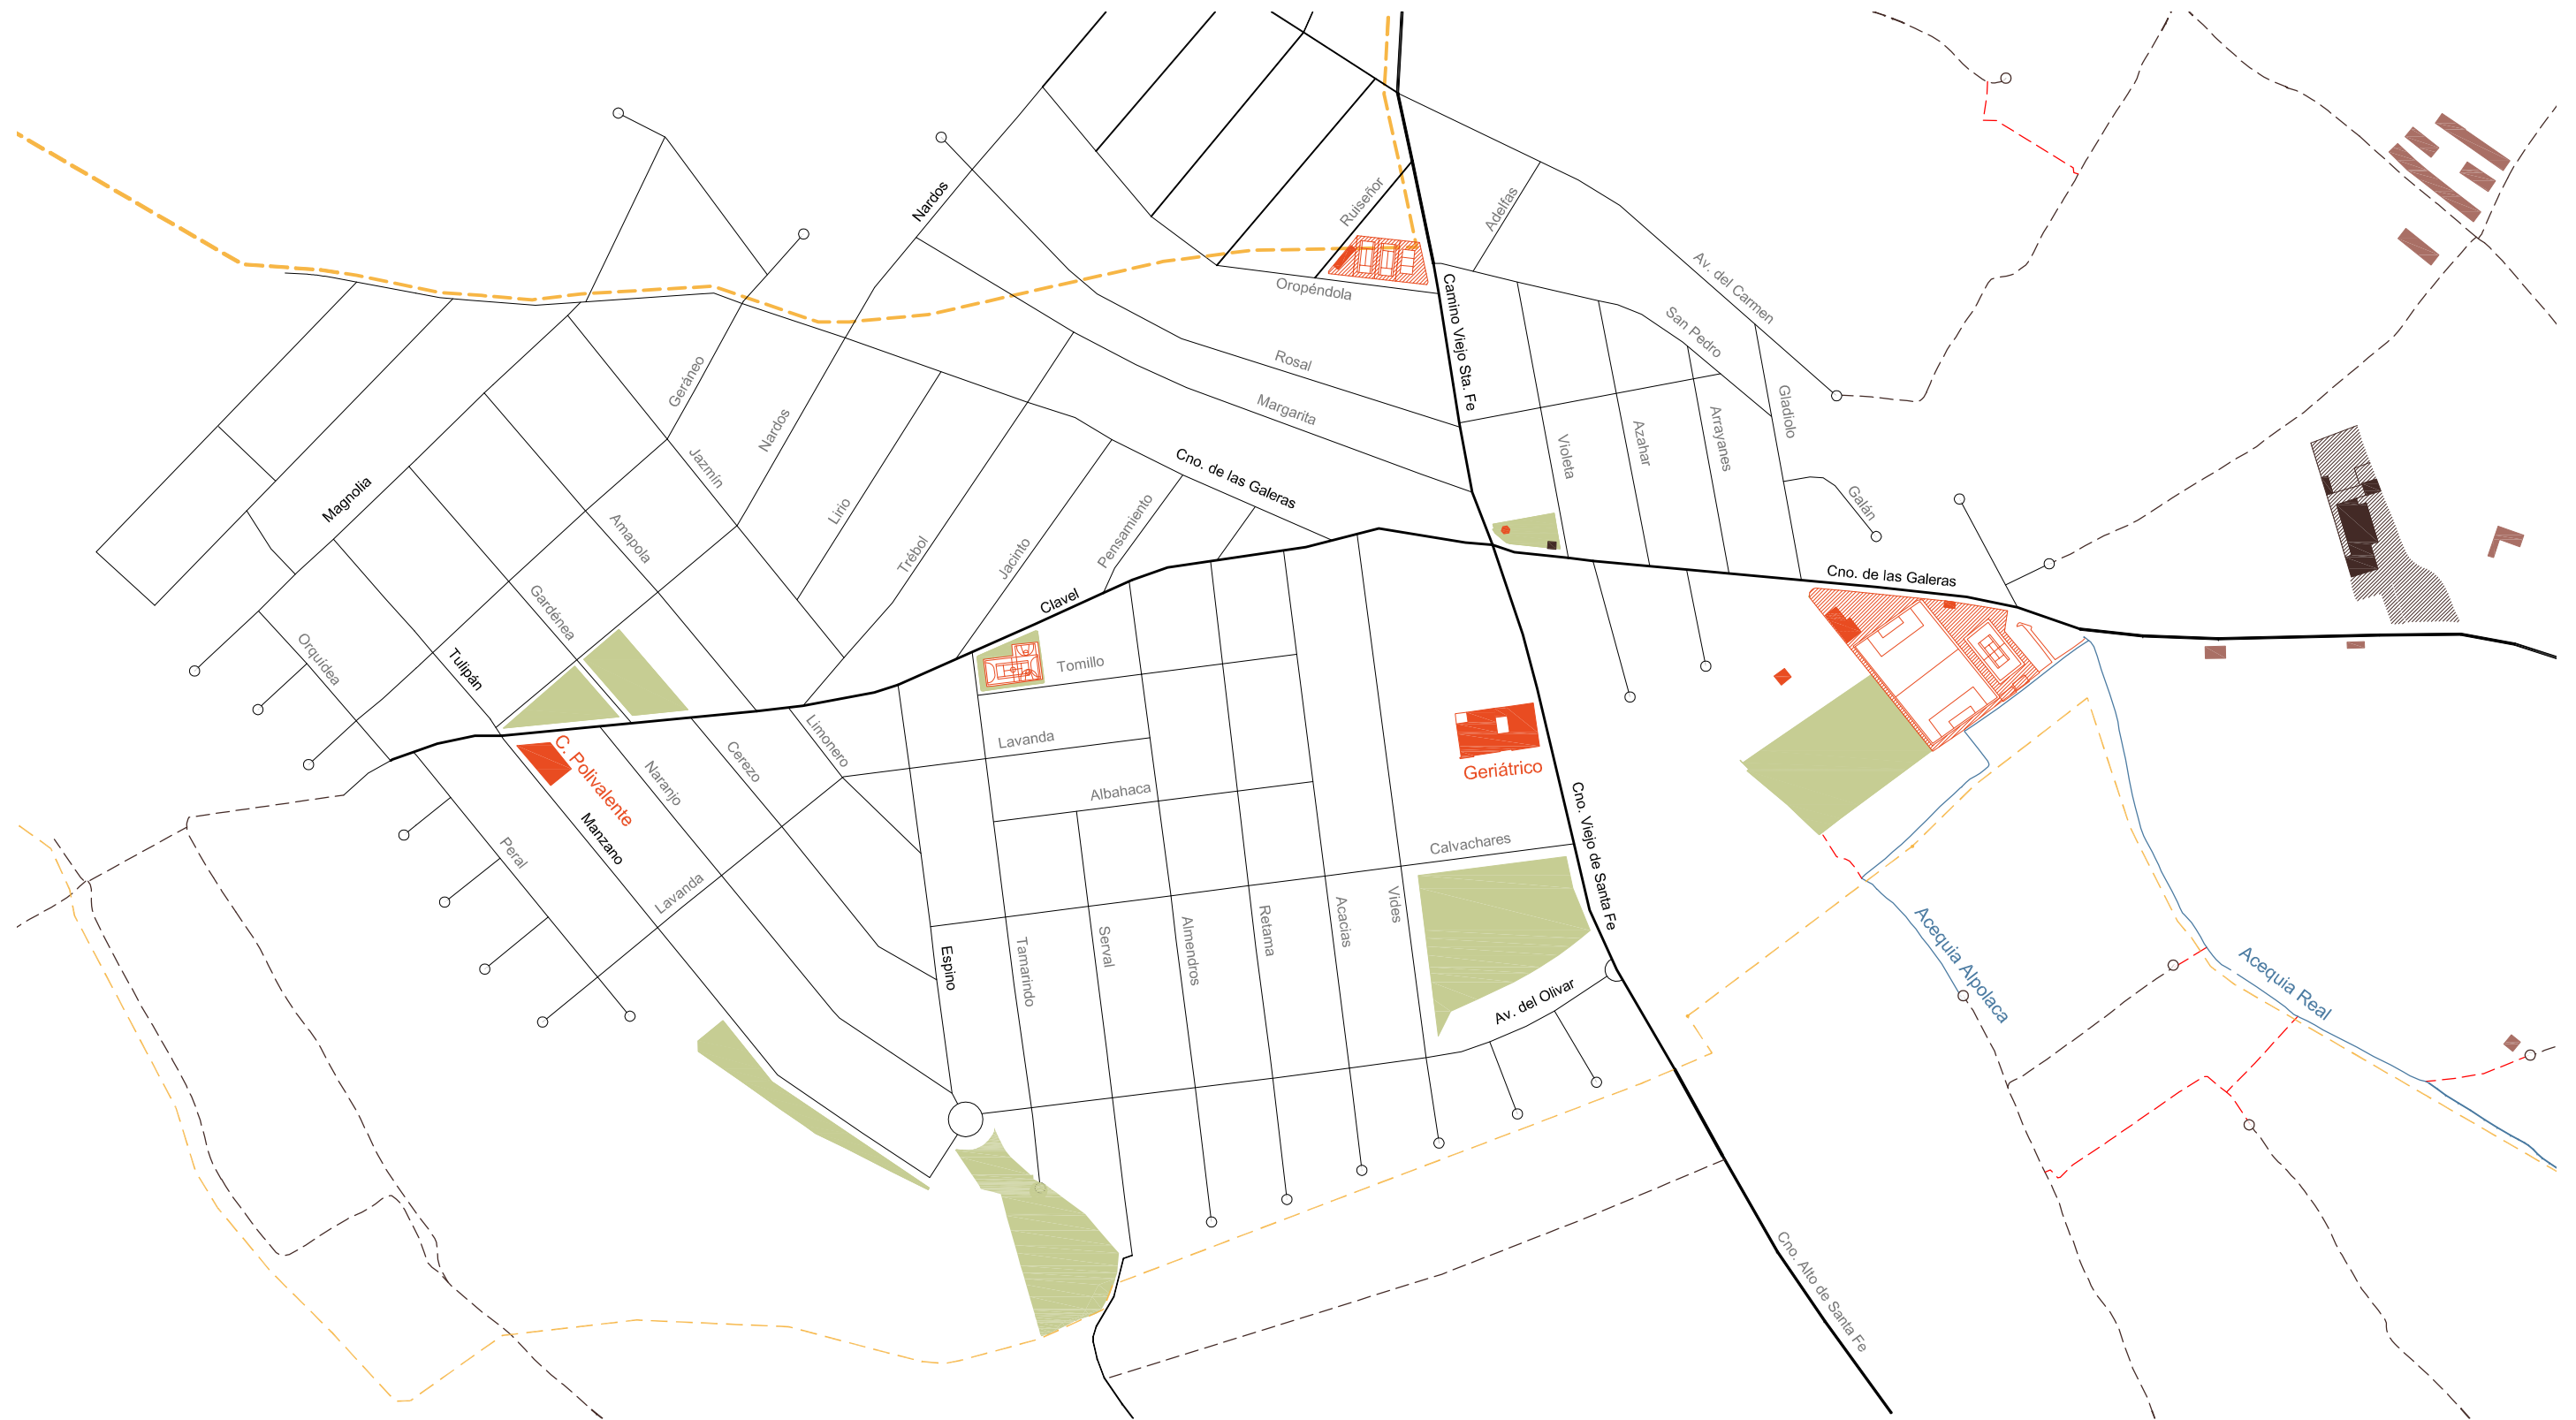 Nardos
Ruiseñor
Adelfas
Av. del Carmen
Oropéndola
Camino Viejo Sta. Fe
San Pedro
Geráneo
Rosal
Margarita
Nardos
Gladiolo
Violeta
Azahar
Arrayanes
Jazmín
Cno. de las Galeras
Magnolia
Lirio
Galán
Amapola
Trébol
Jacinto
Pensamiento
Cno. de las Galeras
Gardénea
Clavel
Orquídea
Tulipán
Tomillo
Limonero
Lavanda
C. Polivalente
Cerezo
Naranjo
Geriátrico
Albahaca
Manzano
Peral
Calvachares
Cno. Viejo de Santa Fe
Lavanda
Espino
Tamarindo
Serval
Almendros
Retama
Acacias
Vides
Av. del Olivar
Acequia Alpolaca
Acequia Real
Cno. Alto de Santa Fe